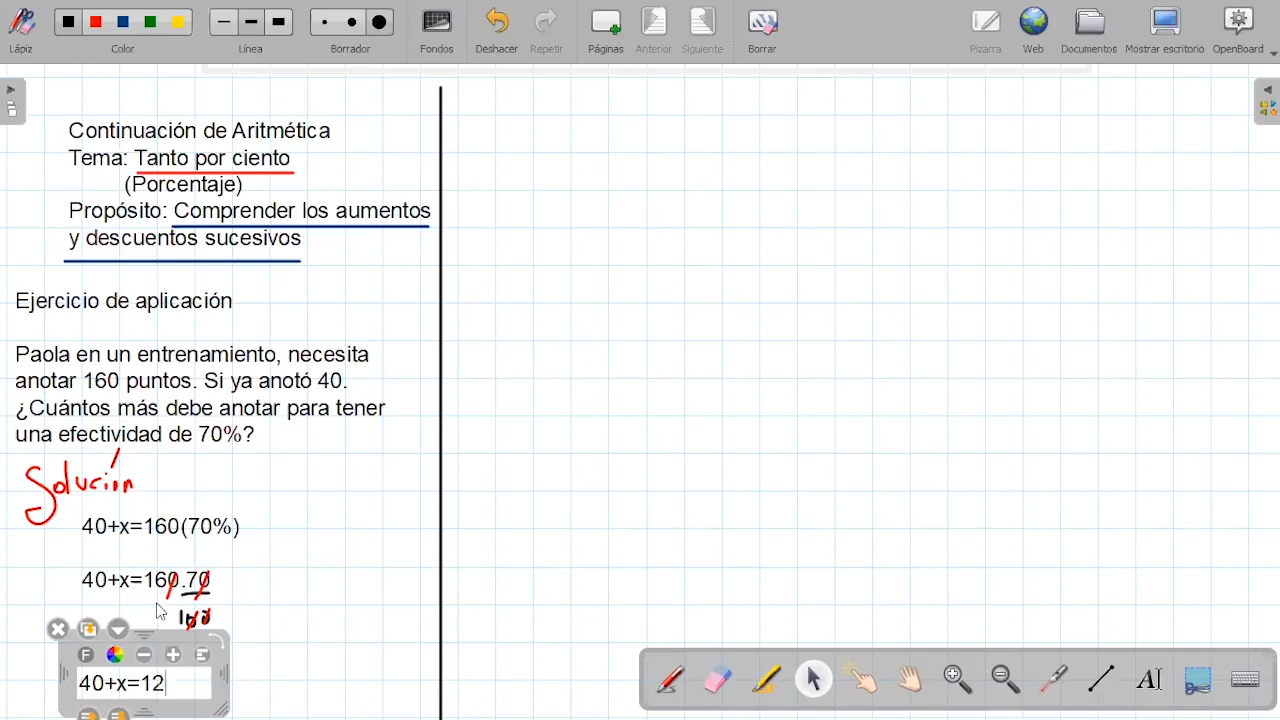 Lápiz
Color
Línea
Borrador
Fondos
Deshacer
Repetir
Páginas
Anterior
Siguiente
Borrar
Pizarra
Web
Documentos
Mostrar escritorio
OpenBoard
Continuación de Aritmética
Tema: Tanto por ciento
(Porcentaje)
Propósito: Comprender los aumentos
y descuentos sucesivos
Ejercicio de aplicación
Paola en un entrenamiento, necesita
anotar 160 puntos. Si ya anotó 40.
¿Cuántos más debe anotar para tener
una efectividad de 70%?
Solución
40+x=160(70%)
40+x=160.70
100
F
40+x=12
A